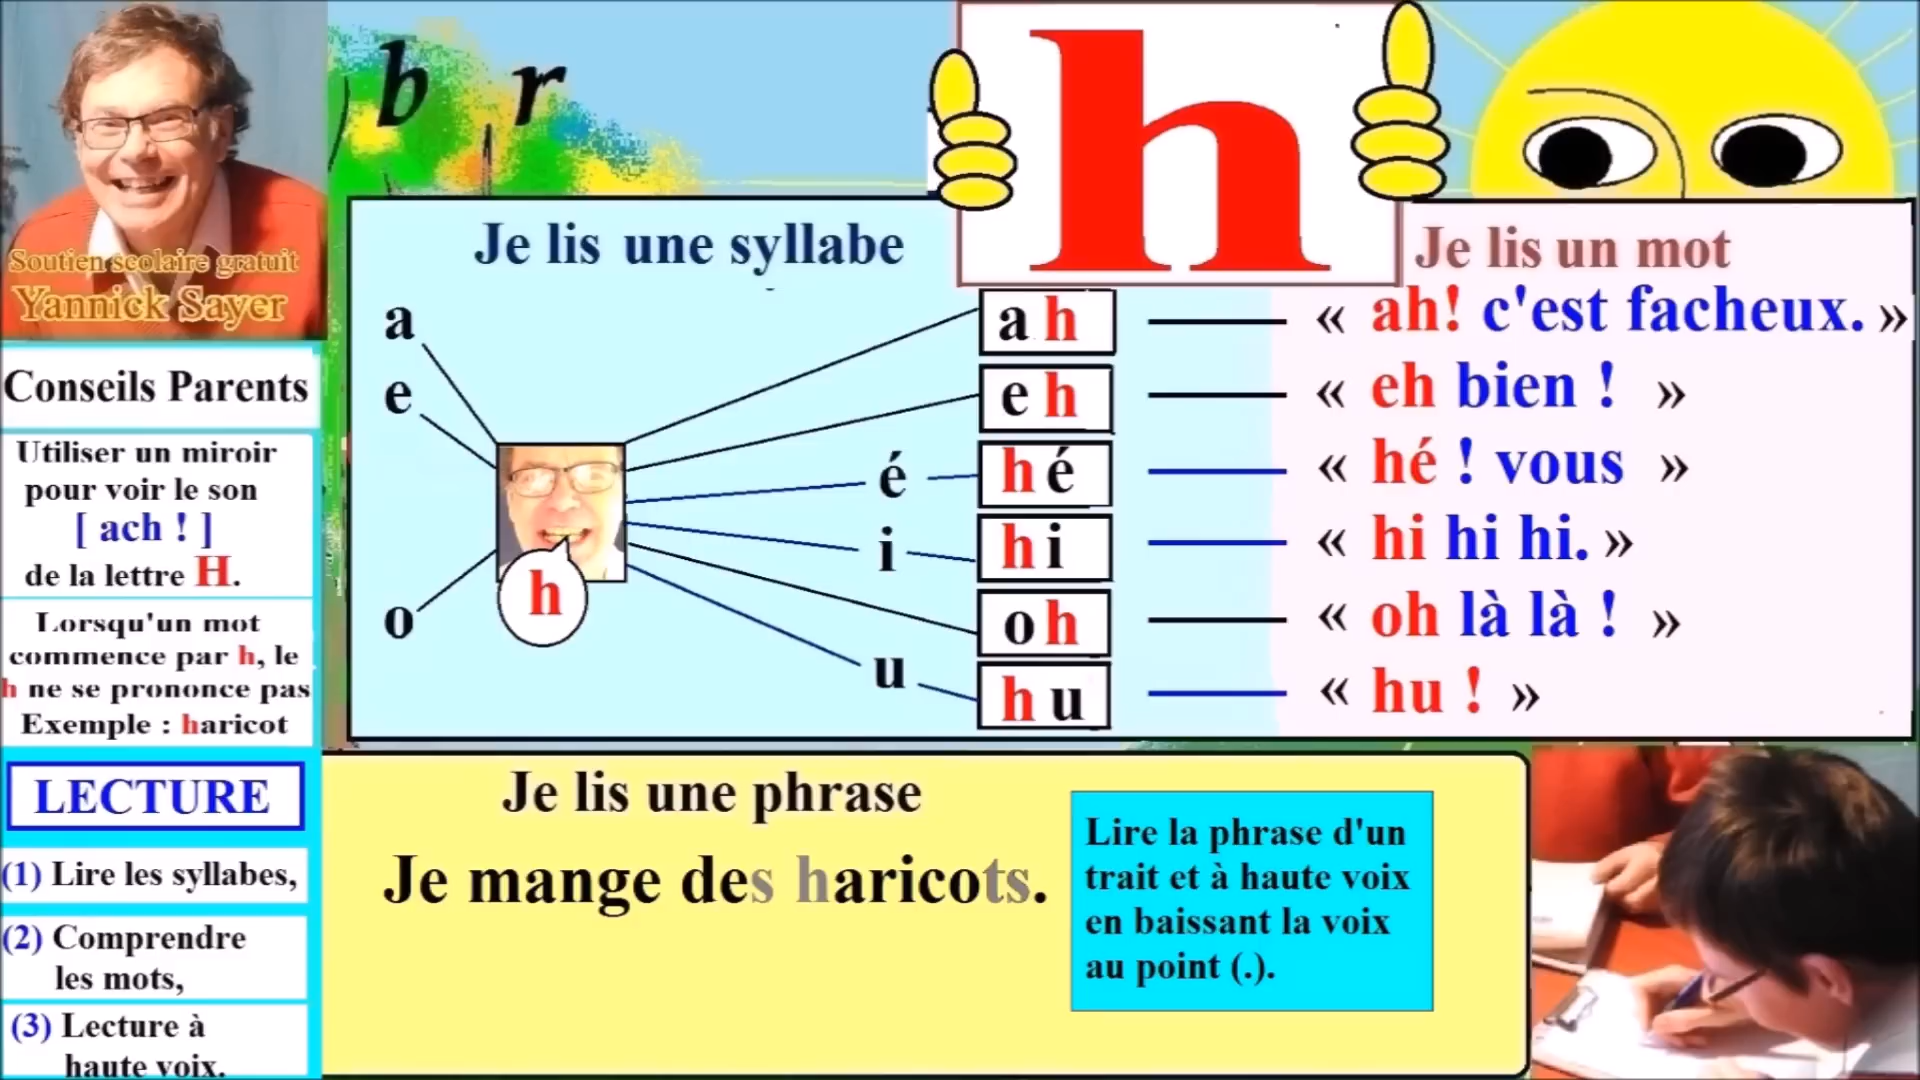 b r
h
Soutien scolaire gratuit
Yannick Sayer
Conseils Parents
Utiliser un miroir
pour voir le son
[ ach ! ]
de la lettre H.
Lorsqu'un mot
commence par h, le
h ne se prononce pas
Exemple : haricot
LECTURE
(1) Lire les syllabes,
(2) Comprendre
les mots,
(3) Lecture à
haute voix.
Je lis une syllabe
a
e
o
h
é
i
u
a h
e h
h é
h i
o h
h u
Je lis un mot
« ah! c'est facheux. »
« eh bien ! »
« hé ! vous »
« hi hi hi. »
« oh là là ! »
« hu ! »
Je lis une phrase
Je mange des haricots.
Lire la phrase d'un
trait et à haute voix
en baissant la voix
au point (.).